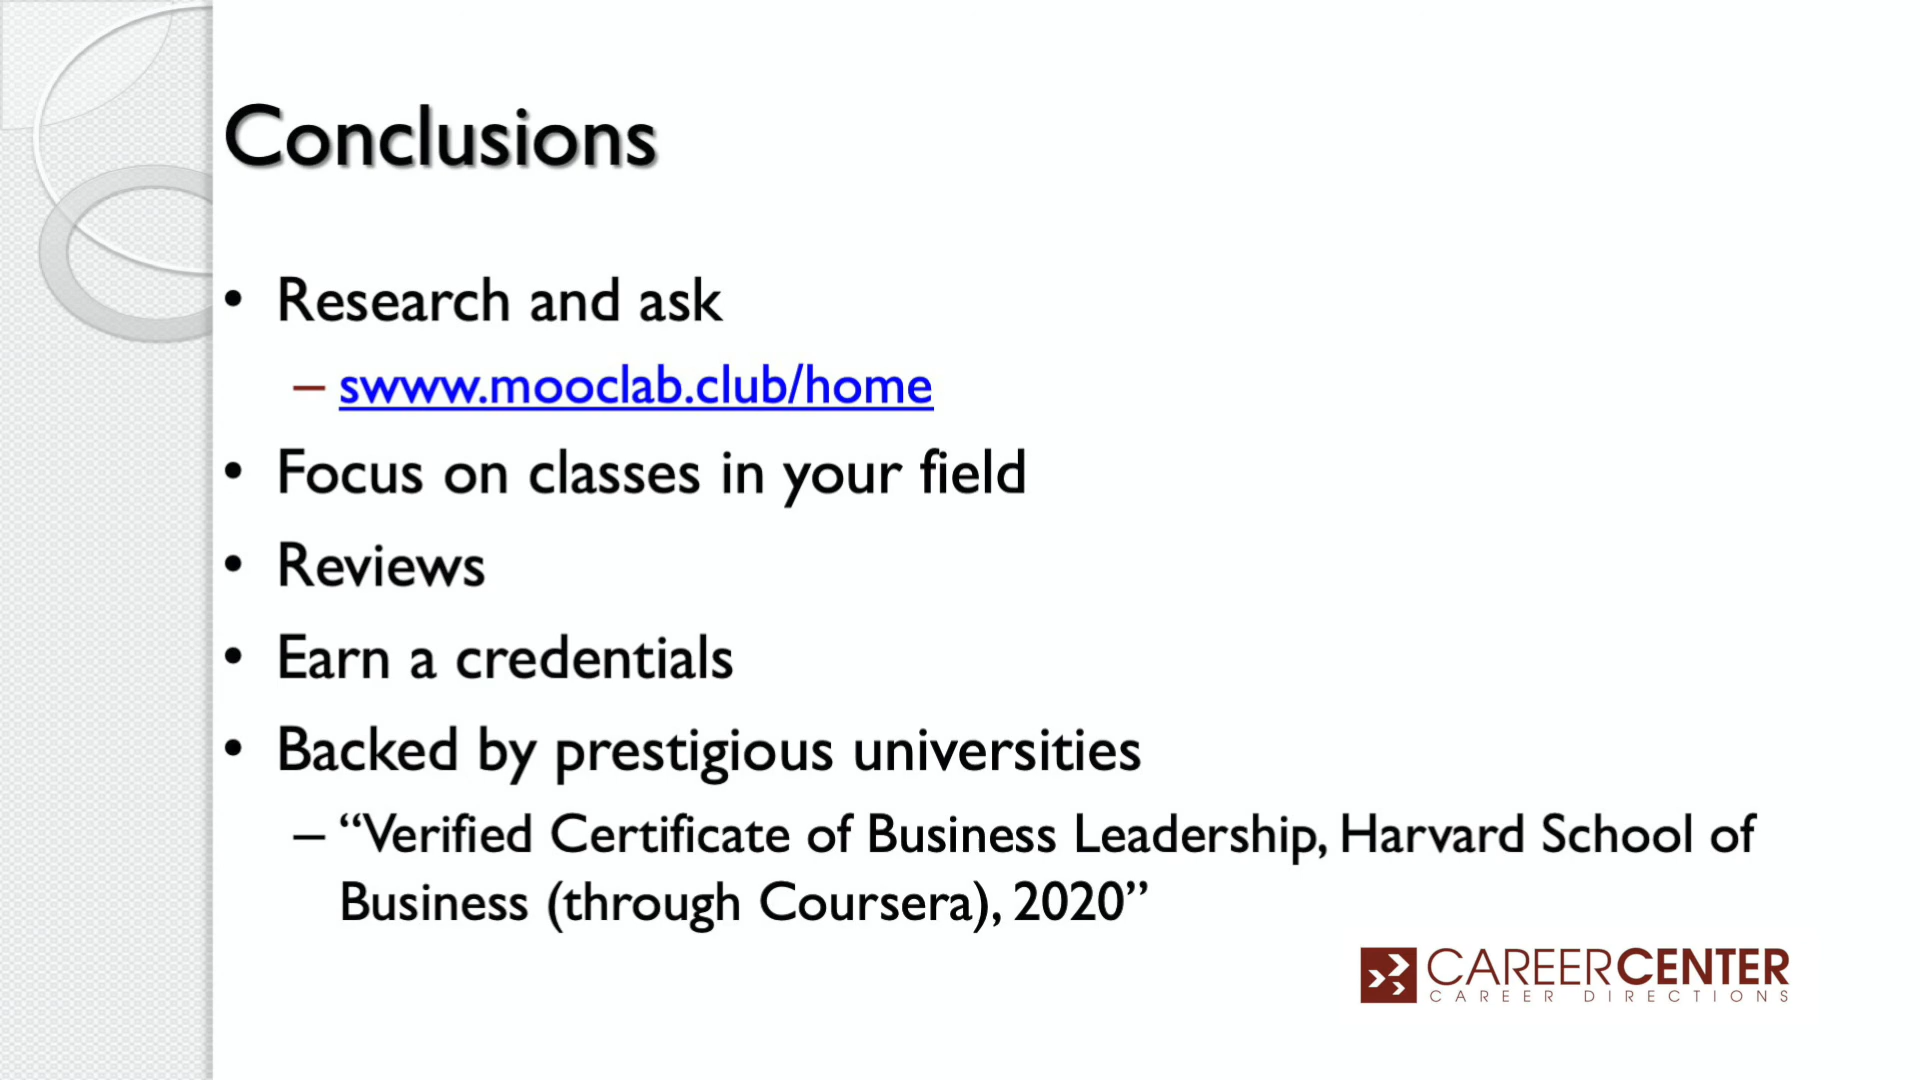 Conclusions
• Research and ask
– swww.mooclab.club/home
• Focus on classes in your field
• Reviews
• Earn a credentials
• Backed by prestigious universities
– “Verified Certificate of Business Leadership, Harvard School of
Business (through Coursera), 2020”
CAREERCENTER
CAREER DIRECTIONS